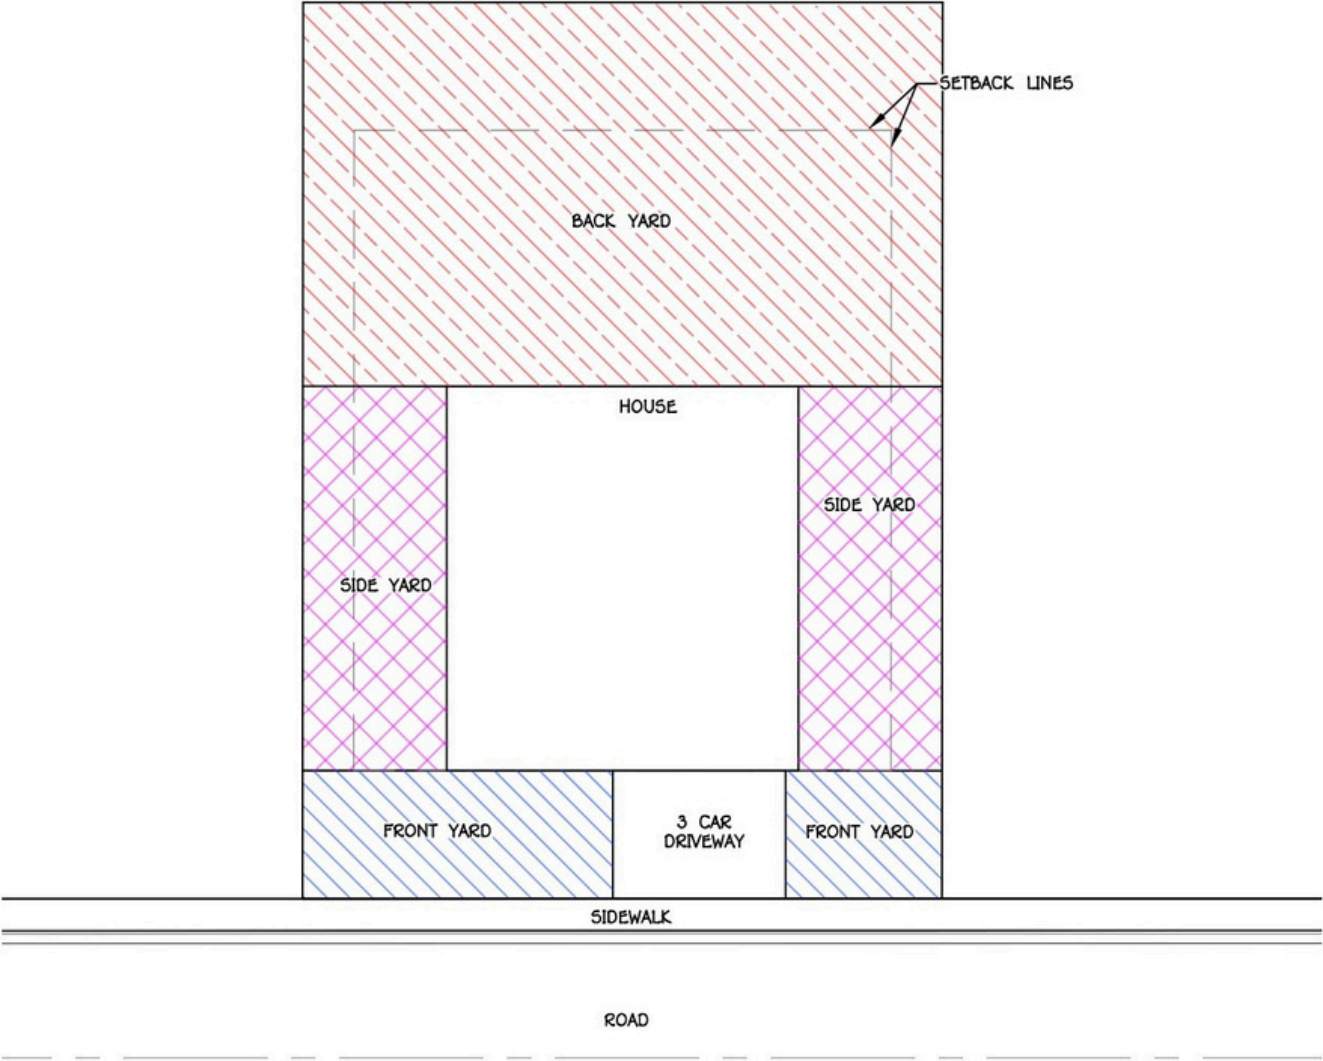 SETBACK LINES
BACK YARD
HOUSE
SIDE YARD
SIDE YARD
FRONT YARD
3 CAR
DRIVEWAY
FRONT YARD
SIDEWALK
ROAD